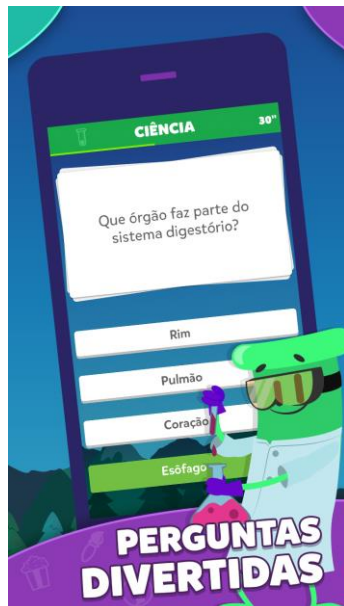 CIÊNCIA
30"
Que órgão faz parte do
sistema digestório?
Rim
Pulmão
Coração
Esôfago
PERGUNTAS
DIVERTIDAS